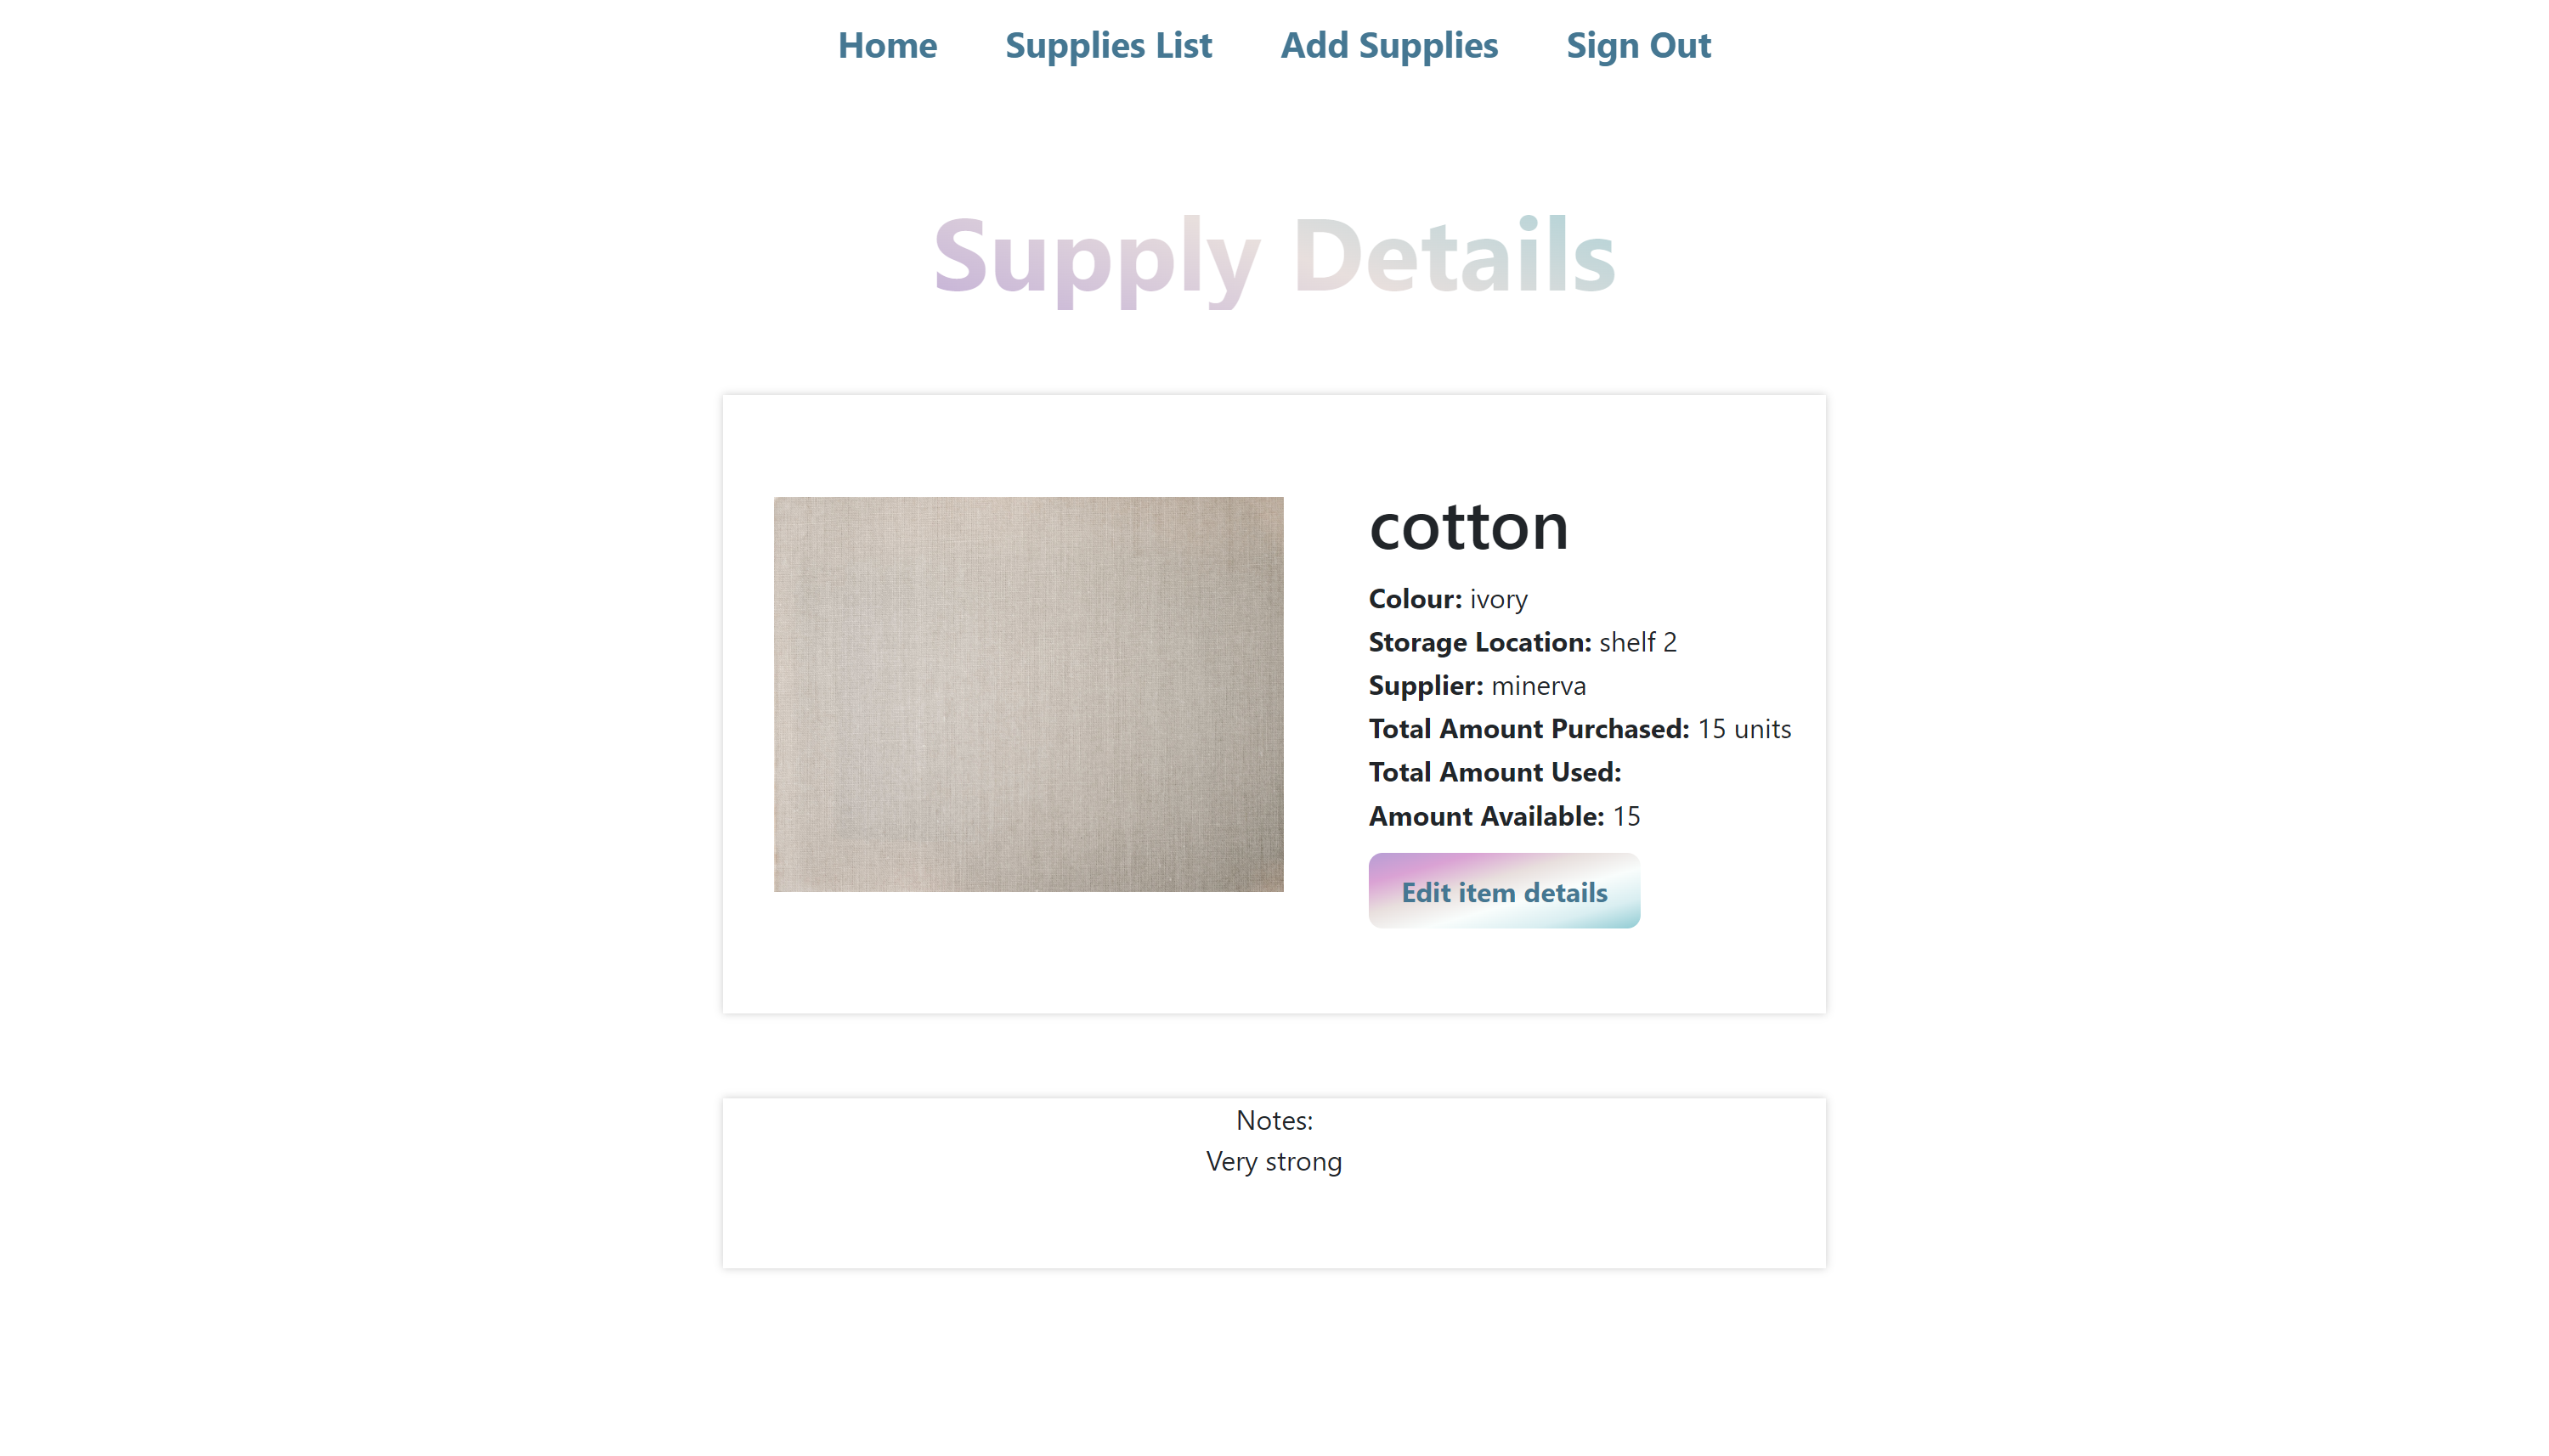 Home Supplies List Add Supplies Sign Out
Supply Details
cotton
Colour: ivory
Storage Location: shelf 2
Supplier: minerva
Total Amount Purchased: 15 units
Total Amount Used:
Amount Available: 15
Edit item details
Notes:
Very strong